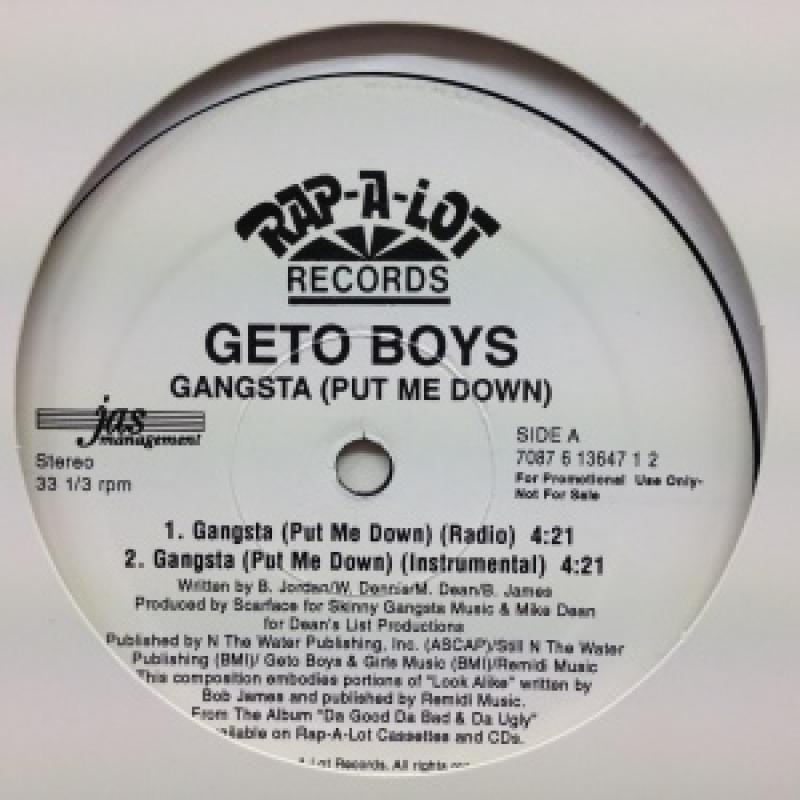 RAP-A-LOT
RECORDS
GETO BOYS
GANGSTA (PUT ME DOWN)
jas
management
Stereo
33 1/3 rpm
SIDE A
7087 6 13647 1 2
For Promotional Use Only-
Not For Sale
1. Gangsta (Put Me Down) (Radio) 4:21
2. Gangsta (Put Me Down) (Instrumental) 4:21
Written by B. Jordan/W. Dennis/M. Dean/B. James
Produced by Scarface for Skinny Gangsta Music & Mike Dean
for Dean's List Productions
Published by N The Water Publishing, Inc. (ASCAP)/Still N The Water
Publishing (BMI)/ Geto Boys & Girls Music (BMI)/Remidi Music
This composition embodies portions of "Look Alike" written by
Bob James and published by Remidi Music.
From The Album "Da Good Da Bad & Da Ugly"
on Rap-A-Lot Cassettes and CDs.
Lot Records. All rights